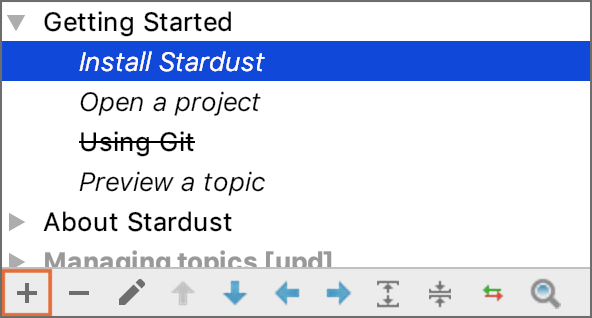 Getting Started
Install Stardust
Open a project
Using Git
Preview a topic
About Stardust
Managing topics [upd]